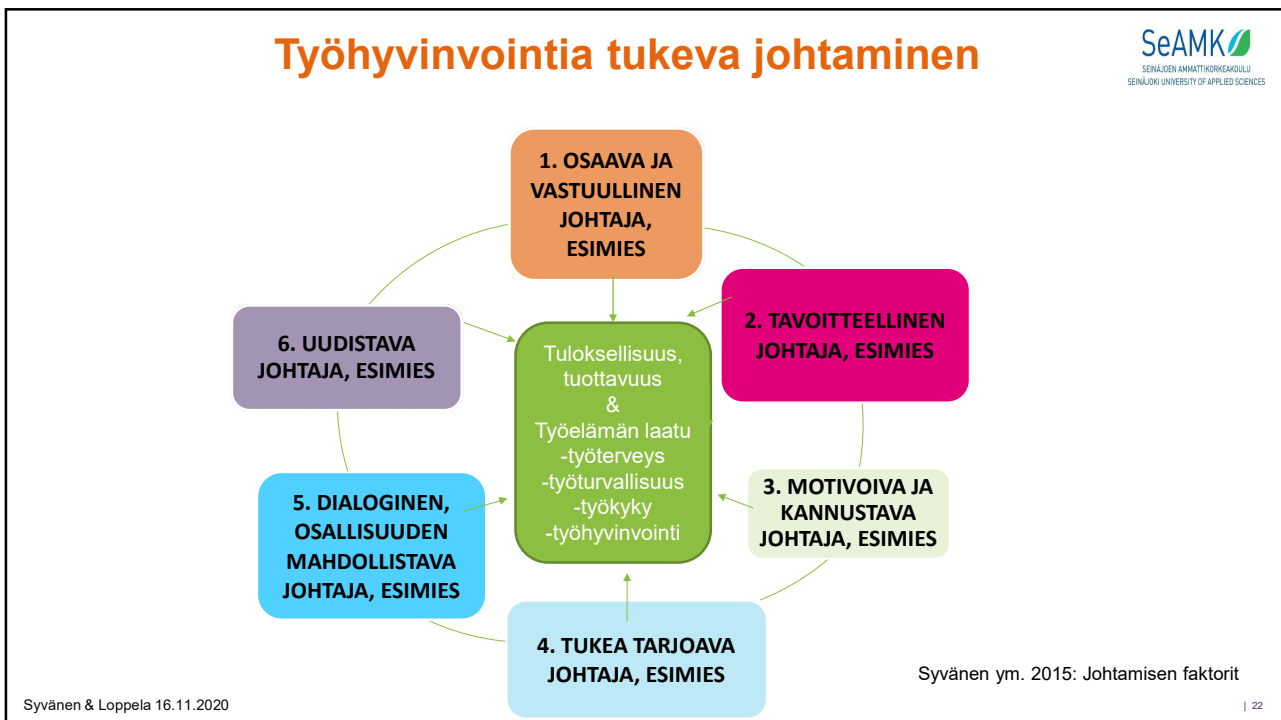 Työhyvinvointia tukeva johtaminen
SeAMK
SEINÄJOEN AMMATTIKORKEAKOULU
SEINÄJOKI UNIVERSITY OF APPLIED SCIENCES
1. OSAAVA JA
VASTUULLINEN
JOHTAJA,
ESIMIES
2. TAVOITTEELLINEN
JOHTAJA, ESIMIES
3. MOTIVOIVA JA
KANNUSTAVA
JOHTAJA, ESIMIES
4. TUKEA TARJOAVA
JOHTAJA, ESIMIES
5. DIALOGINEN,
OSALLISUUDEN
MAHDOLLISTAVA
JOHTAJA, ESIMIES
6. UUDISTAVA
JOHTAJA, ESIMIES
Tuloksellisuus,
tuottavuus
&
Työelämän laatu
-työterveys
-työturvallisuus
-työkyky
-työhyvinvointi
Syvänen ym. 2015: Johtamisen faktorit
Syvänen & Loppela 16.11.2020
| 22